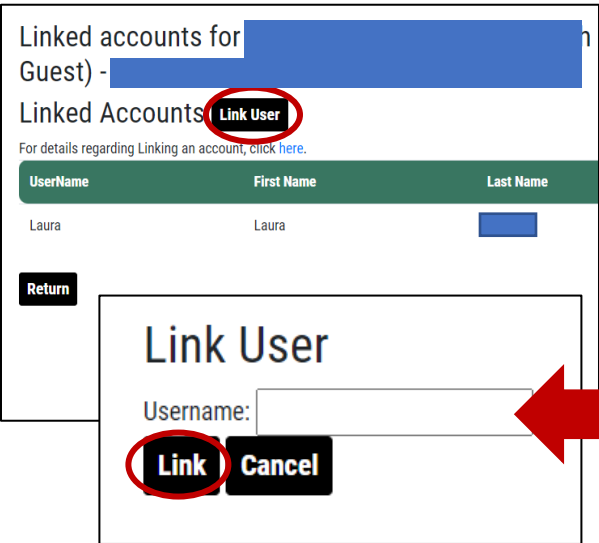 Linked accounts for
Guest) -
Linked Accounts Link User
For details regarding Linking an account, click here.
UserName First Name Last Name
Laura Laura
Return
Link User
Username:
Link Cancel